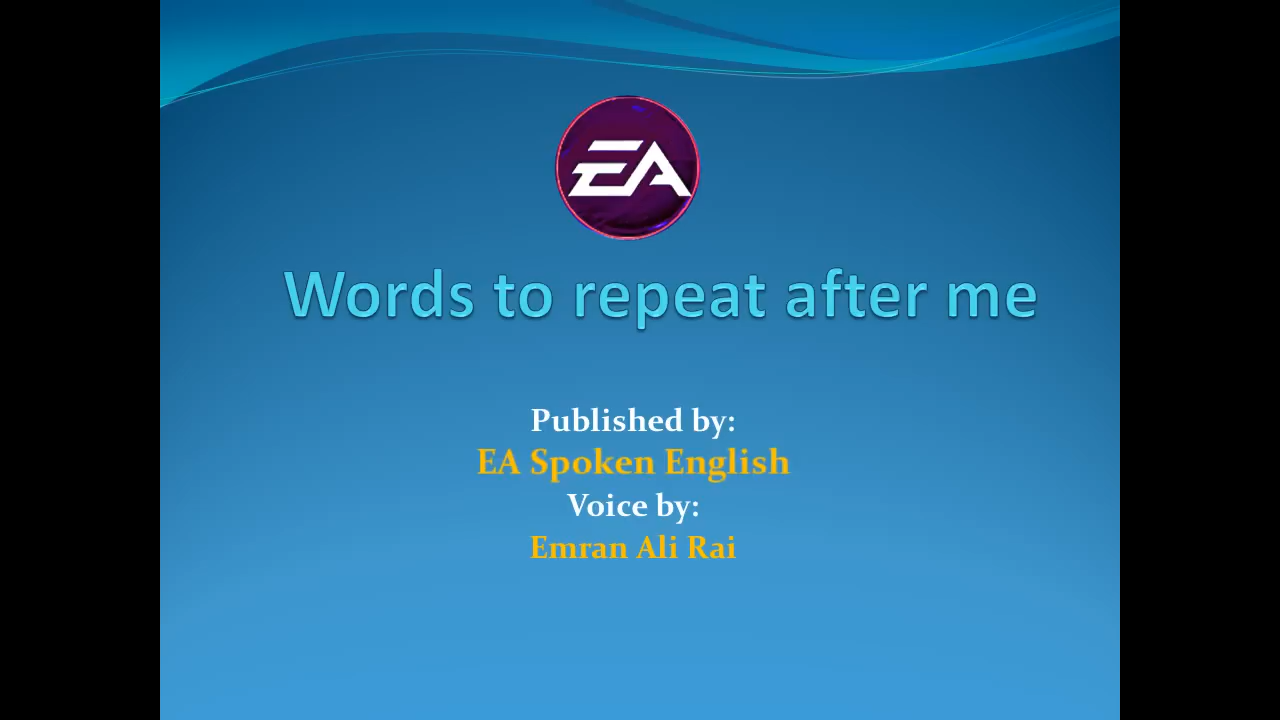 EA
Words to repeat after me
Published by:
EA Spoken English
Voice by:
Emran Ali Rai